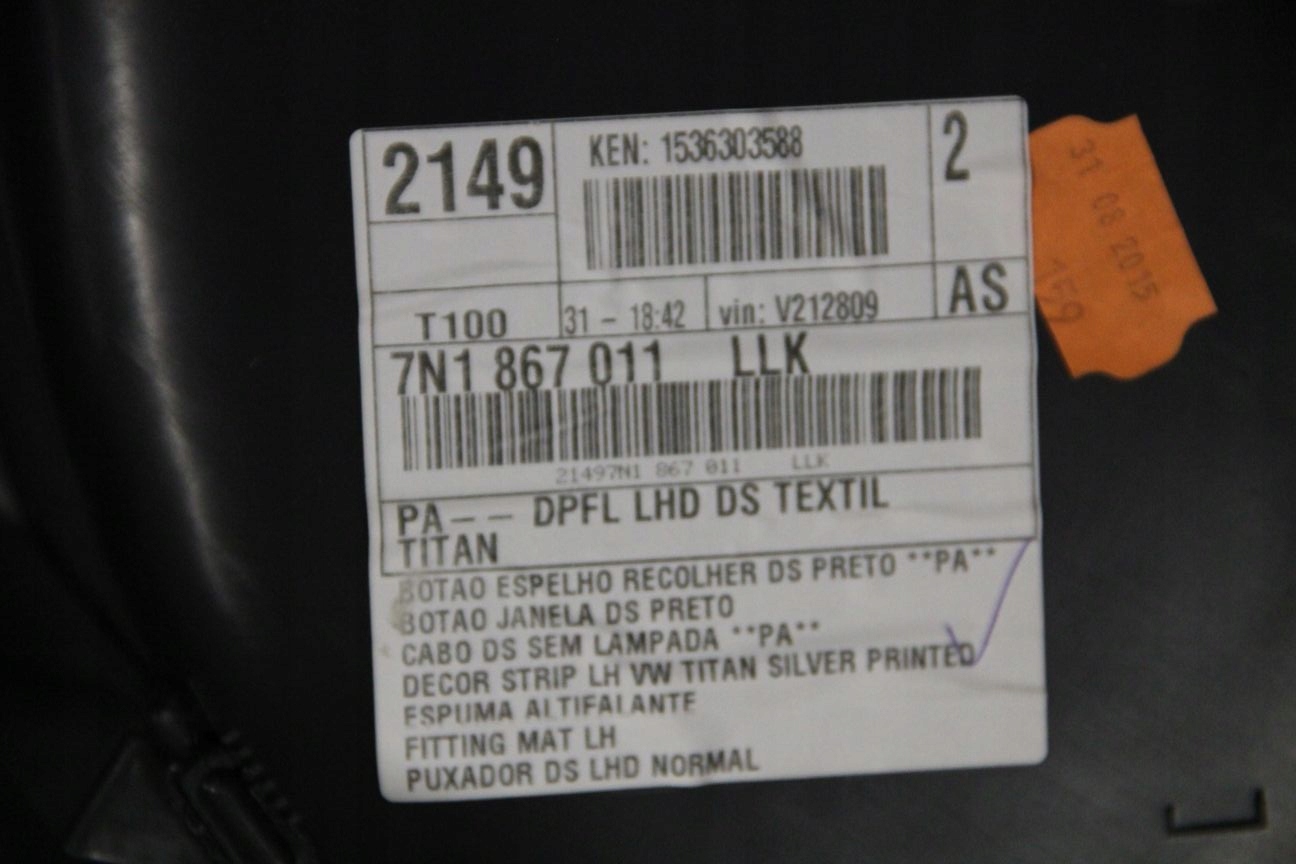 2149
KEN: 1536303588
2
T100
31 - 18:42
vin: V212809
AS
7N1 867 011 LLK
21497N1 867 011 LLK
PA-- DPFL LHD DS TEXTIL
TITAN
BOTAO ESPELHO RECOLHER DS PRETO **PA**
BOTAO JANELA DS PRETO
CABO DS SEM LAMPADA **PA**
DECOR STRIP LH VW TITAN SILVER PRINTED
ESPUMA ALTIFALANTE
FITTING MAT LH
PUXADOR DS LHD NORMAL
31 08 2015
159